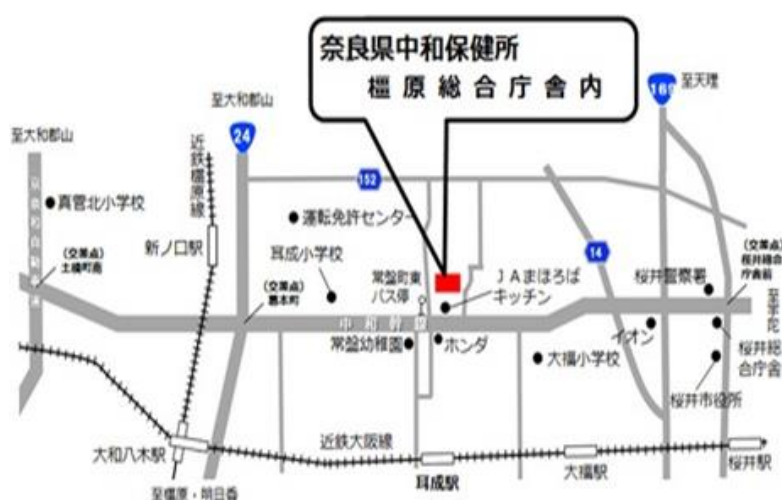 奈良県中和保健所
橿原総合庁舎内
至大和郡山
至大和郡山
至天理
24
169
152
14
近鉄橿原線
真菅北小学校
運転免許センター
新ノ口駅
耳成小学校
(交差点)
土橋町南
(交差点)
葛本町
常盤町東
バス停
JAまほろば
キッチン
桜井警察署
(交差点)
桜井総合
庁舎前
中和幹線
常盤幼稚園
ホンダ
イオン
大福小学校
桜井総
合庁舎
桜井市役所
大和八木駅
近鉄大阪線
耳成駅
大福駅
桜井駅
至橿原・明日香